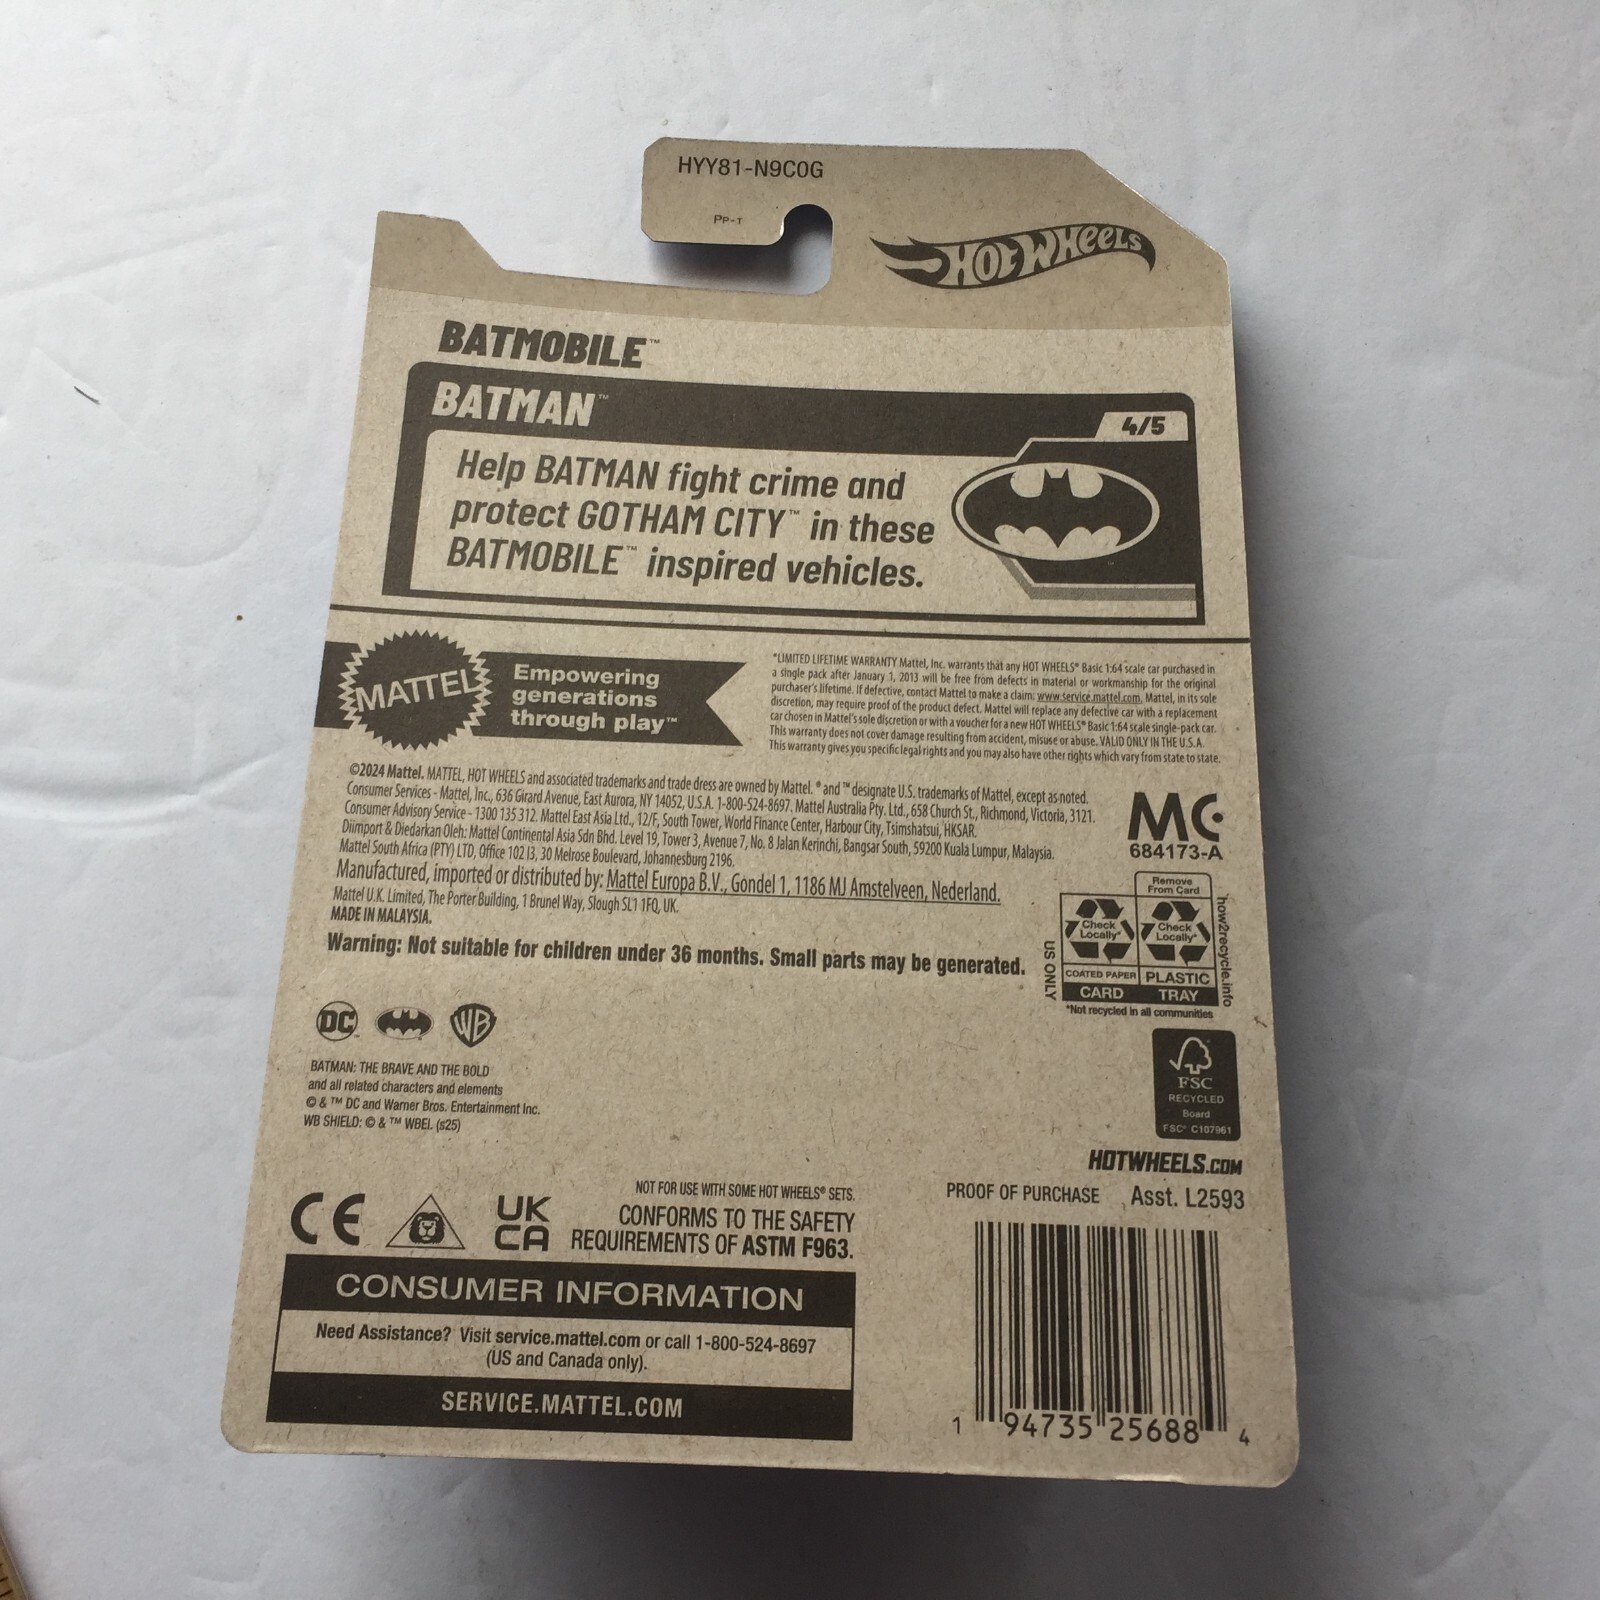 HYY81-N9C0G
PP-T
HOT WHEELS
BATMOBILE™
BATMAN™
4/5
Help BATMAN fight crime and
protect GOTHAM CITY™ in these
BATMOBILE™ inspired vehicles.
MATTEL
Empowering
generations
through play™
*LIMITED LIFETIME WARRANTY Mattel, Inc. warrants that any HOT WHEELS® Basic 1:64 scale car purchased in
a single pack after January 1, 2013 will be free from defects in material or workmanship for the original
purchaser's lifetime. If defective, contact Mattel to make a claim: www.service.mattel.com. Mattel, in its sole
discretion, may require proof of the product defect. Mattel will replace any defective car with a replacement
car chosen in Mattel's sole discretion or with a voucher for a new HOT WHEELS® Basic 1:64 scale single-pack car.
This warranty does not cover damage resulting from accident, misuse or abuse. VALID ONLY IN THE U.S.A.
This warranty gives you specific legal rights and you may also have other rights which vary from state to state.
©2024 Mattel. MATTEL, HOT WHEELS and associated trademarks and trade dress are owned by Mattel. ® and ™ designate U.S. trademarks of Mattel, except as noted.
Consumer Services - Mattel, Inc., 636 Girard Avenue, East Aurora, NY 14052, U.S.A. 1-800-524-8697. Mattel Australia Pty. Ltd., 658 Church St., Richmond, Victoria, 3121.
Consumer Advisory Service - 1300 135 312. Mattel East Asia Ltd., 12/F, South Tower, World Finance Center, Harbour City, Tsimshatsui, HKSAR.
Diimport & Diedarkan Oleh: Mattel Continental Asia Sdn Bhd. Level 19, Tower 3, Avenue 7, No. 8 Jalan Kerinchi, Bangsar South, 59200 Kuala Lumpur, Malaysia.
Mattel South Africa (PTY) LTD, Office 102 I3, 30 Melrose Boulevard, Johannesburg 2196.
Manufactured, imported or distributed by: Mattel Europa B.V., Gondel 1, 1186 MJ Amstelveen, Nederland.
Mattel U.K. Limited, The Porter Building, 1 Brunel Way, Slough SL1 1FQ, UK.
MADE IN MALAYSIA.
Warning: Not suitable for children under 36 months. Small parts may be generated.
MC
684173-A
Remove
From Card
Check
Locally*
Check
Locally*
COATED PAPER
PLASTIC
CARD
TRAY
US ONLY
how2recycle.info
*Not recycled in all communities
DC
WB
BATMAN: THE BRAVE AND THE BOLD
and all related characters and elements
© & ™ DC and Warner Bros. Entertainment Inc.
WB SHIELD: © & ™ WBEI. (s25)
FSC
RECYCLED
Board
FSC® C107961
HOTWHEELS.COM
PROOF OF PURCHASE Asst. L2593
CE
UK
CA
NOT FOR USE WITH SOME HOT WHEELS® SETS.
CONFORMS TO THE SAFETY
REQUIREMENTS OF ASTM F963.
CONSUMER INFORMATION
Need Assistance? Visit service.mattel.com or call 1-800-524-8697
(US and Canada only).
SERVICE.MATTEL.COM
1 94735 25688 4